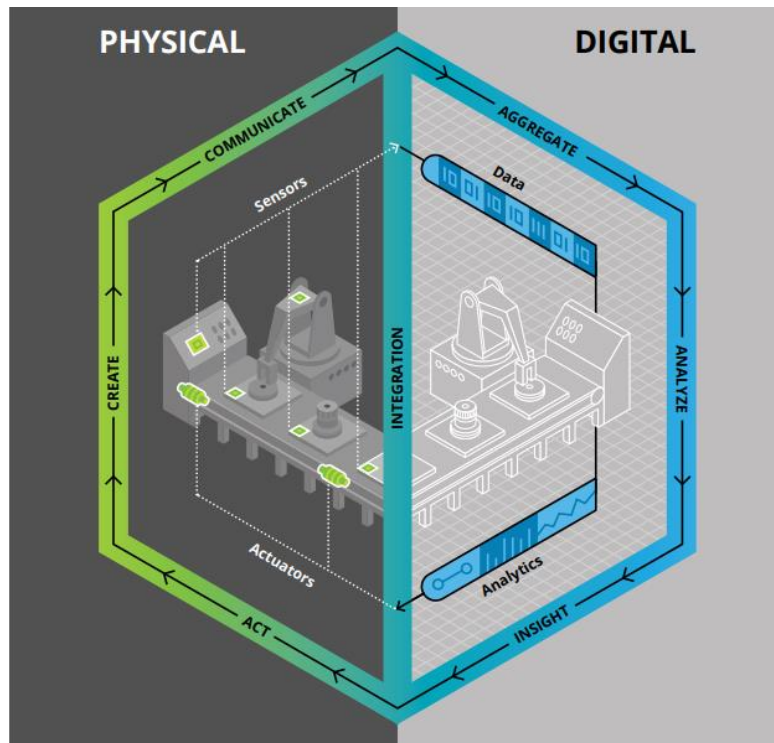 PHYSICAL
DIGITAL
COMMUNICATE
AGGREGATE
Sensors
Data
10 01 10 10 111 01 10
CREATE
INTEGRATION
ANALYZE
Actuators
Analytics
ACT
INSIGHT